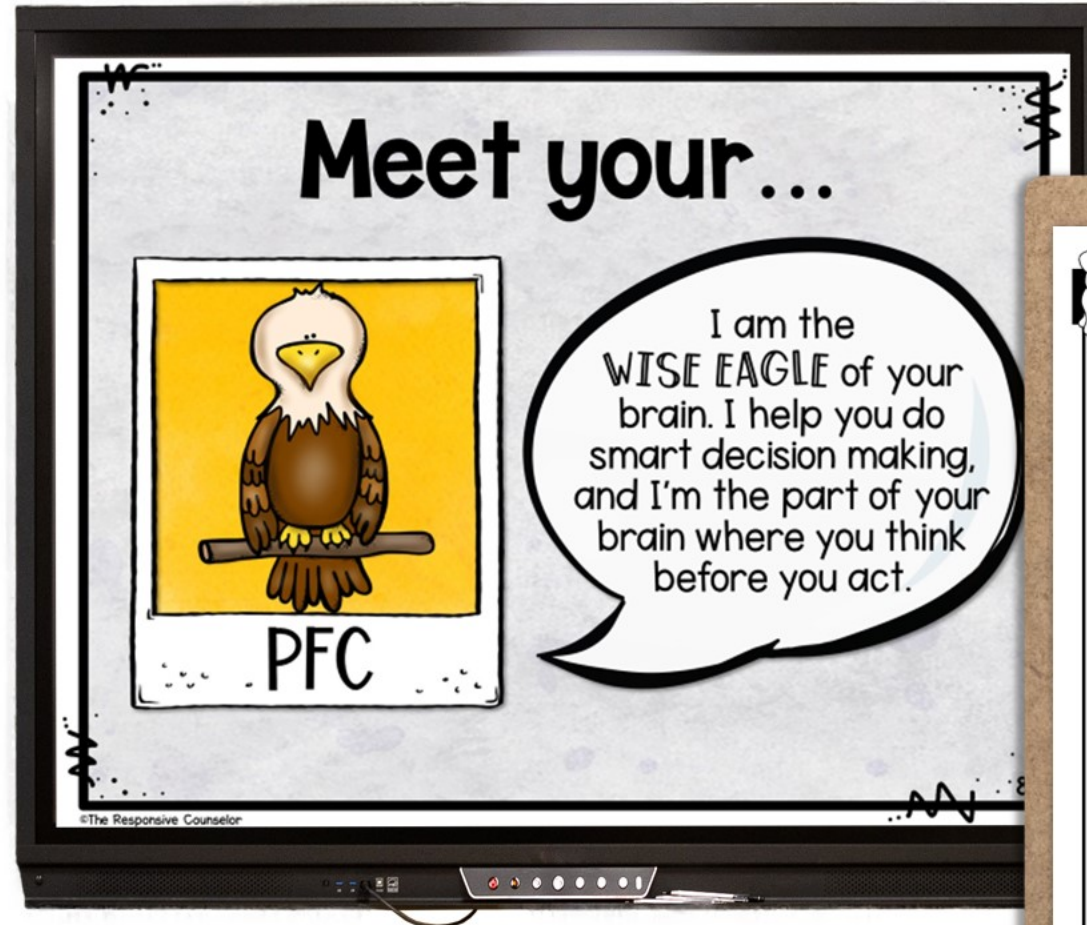 Meet your...
I am the
WISE EAGLE of your
brain. I help you do
smart decision making,
and I'm the part of your
brain where you think
before you act.
PFC
©The Responsive Counselor